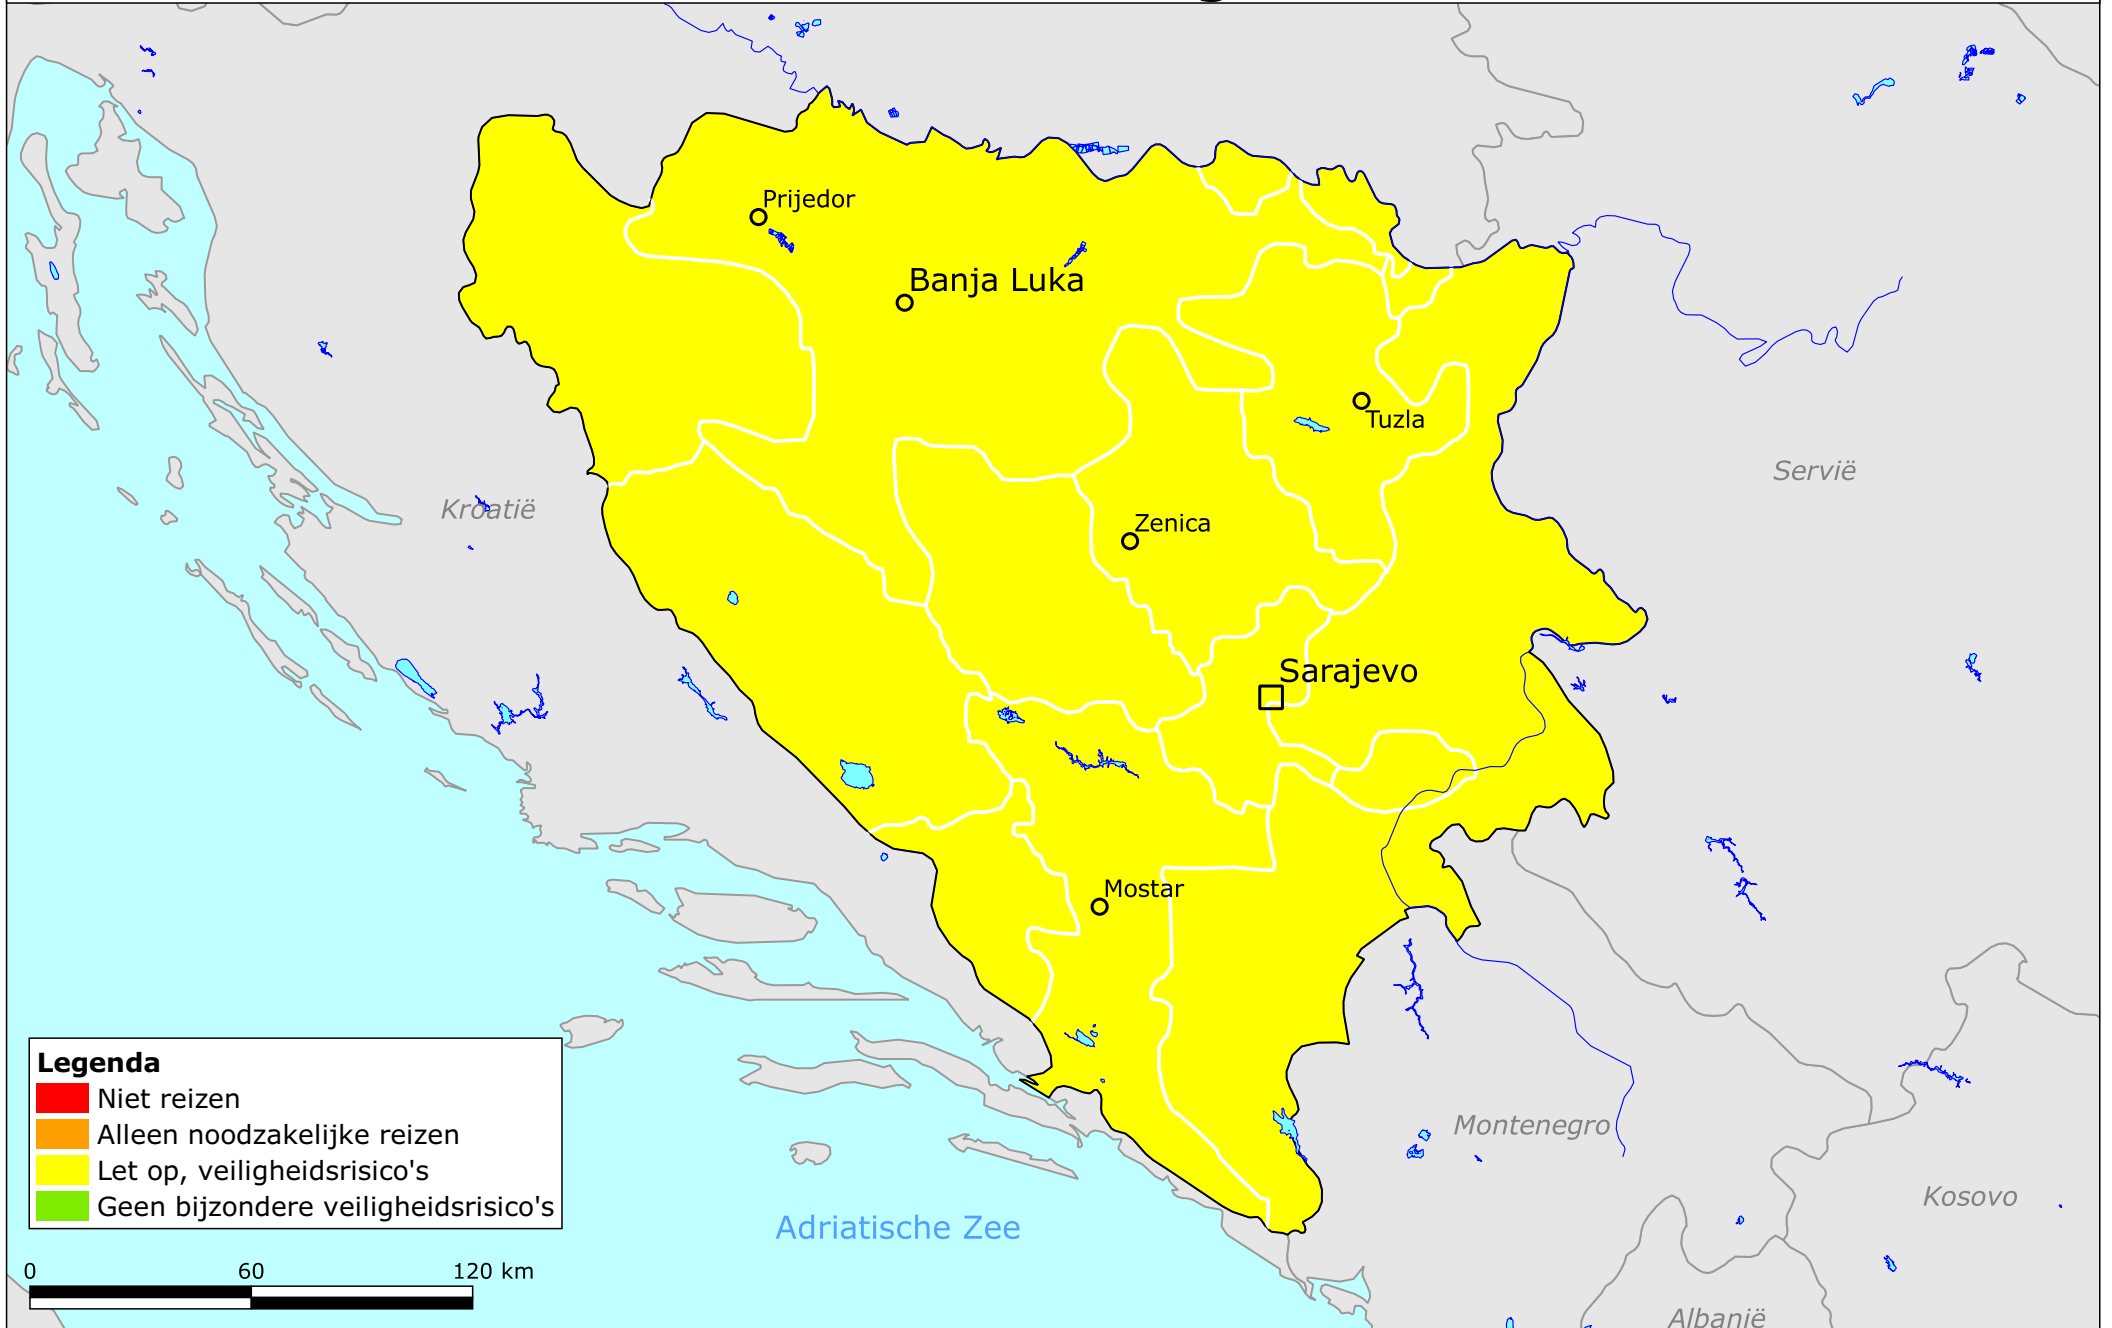 Prijedor
Banja Luka
Tuzla
Servië
Kroatië
Zenica
Sarajevo
Mostar
Legenda
Niet reizen
Alleen noodzakelijke reizen
Let op, veiligheidsrisico's
Geen bijzondere veiligheidsrisico's
Montenegro
Kosovo
Adriatische Zee
0 60 120 km
Albanië